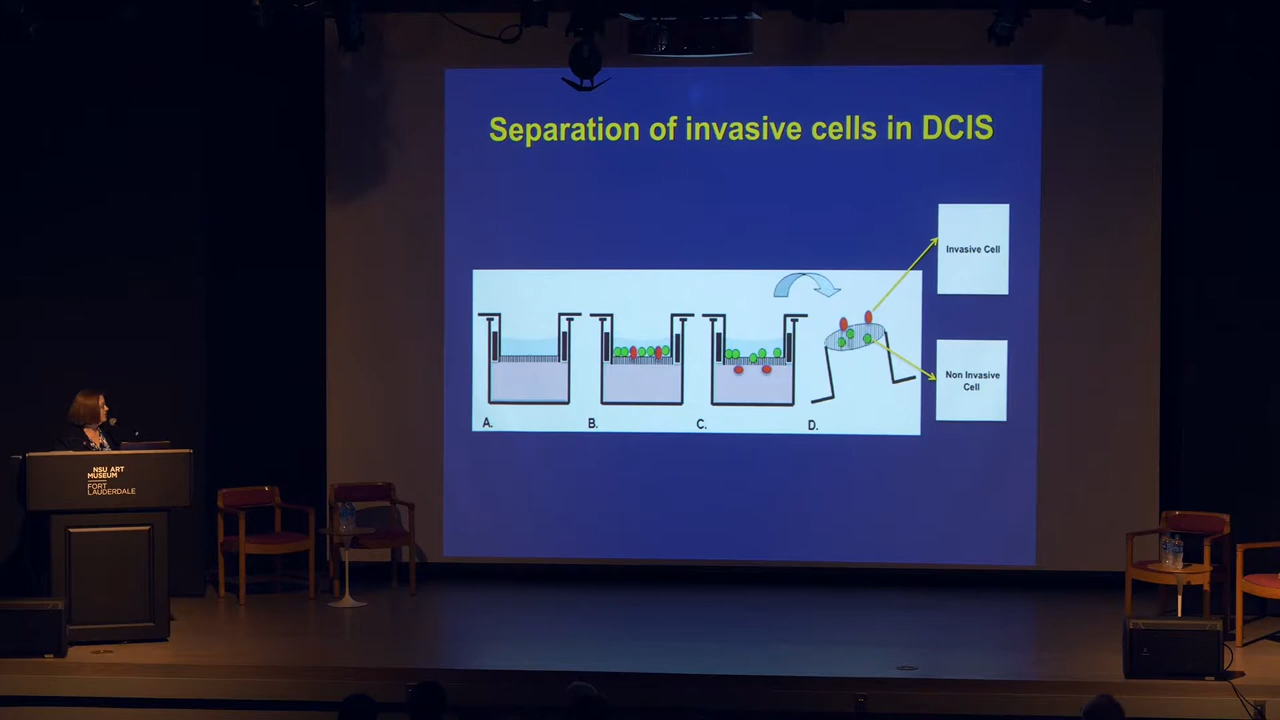 Separation of invasive cells in DCIS
Invasive Cell
Non Invasive
Cell
A.
B.
C.
D.
NSU ART
MUSEUM
FORT
LAUDERDALE